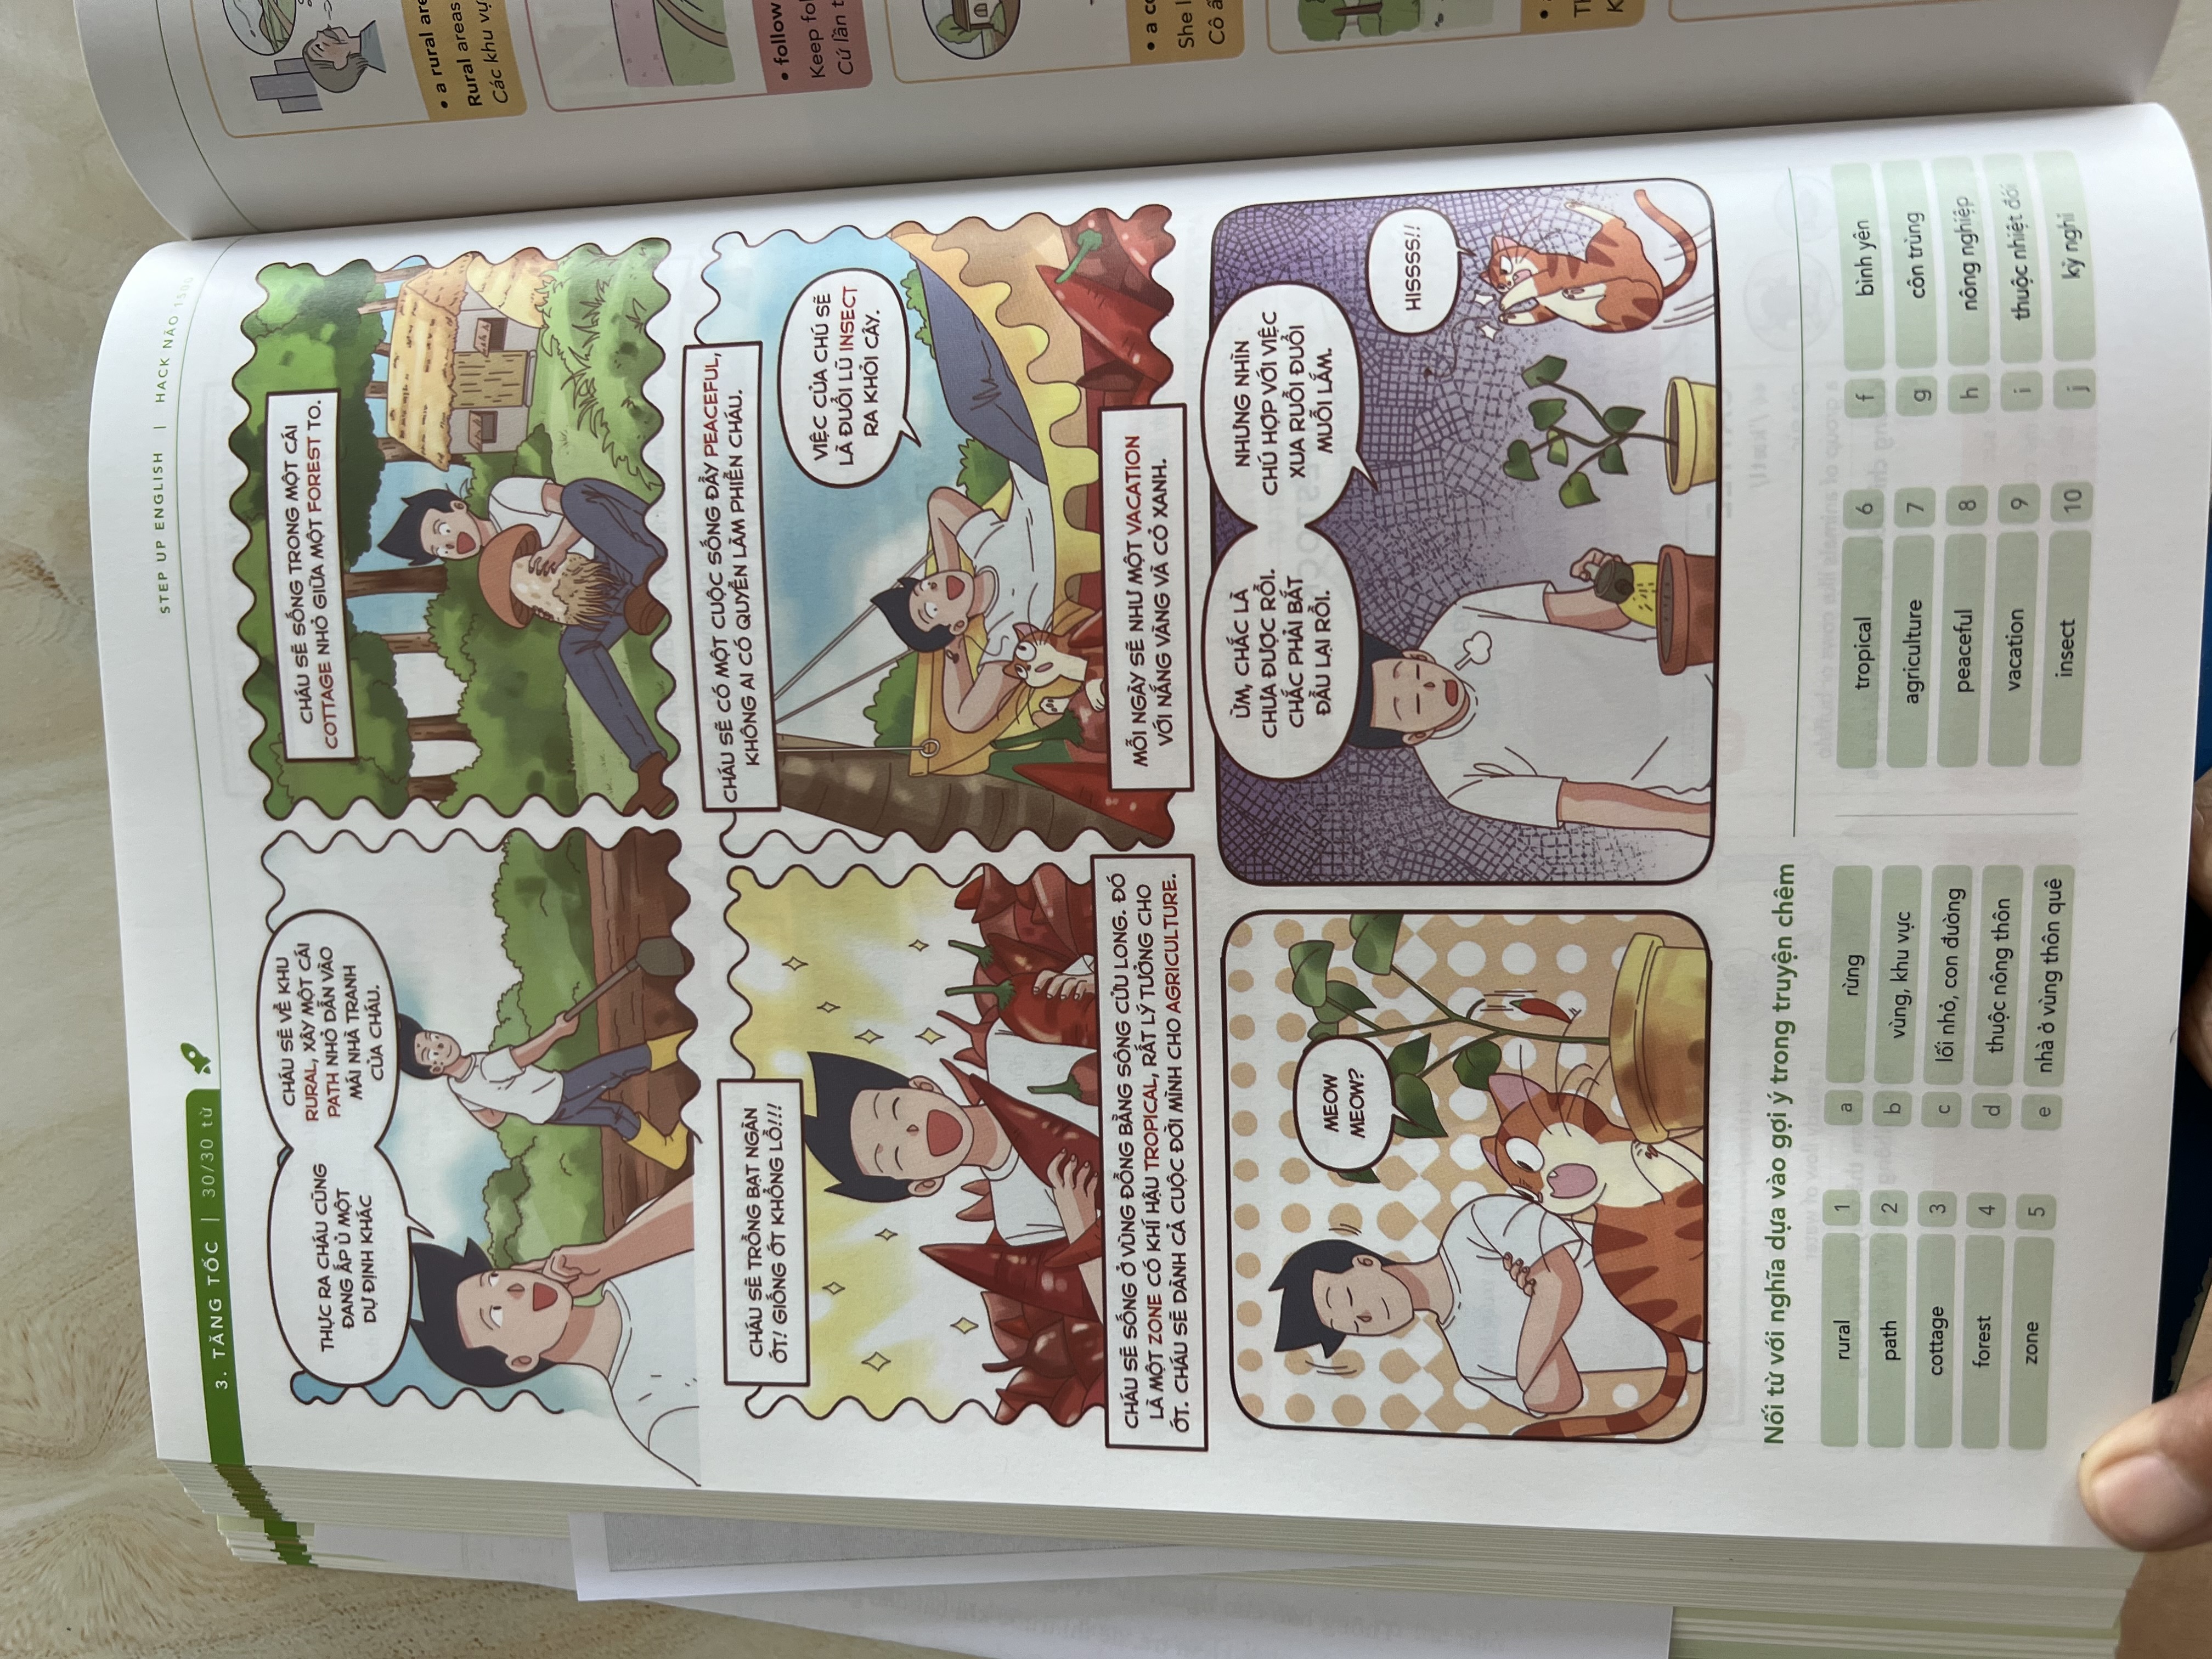 STEP UP ENGLISH | HACK NÃO
3. TĂNG TỐC | 30/30 từ
THỰC RA CHÁU CŨNG
ĐANG ẤP Ủ MỘT
DỰ ĐỊNH KHÁC
CHÁU SẼ VỀ KHU
RURAL, XÂY MỘT CÁI
PATH NHỎ DẪN VÀO
MÁI NHÀ TRANH
CỦA CHÁU.
CHÁU SẼ SỐNG TRONG MỘT CÁI
COTTAGE NHỎ GIỮA MỘT FOREST TO.
CHÁU SẼ TRỒNG BẠT NGÀN
ỚT! GIỐNG ỚT KHỔNG LỒ!!!
CHÁU SẼ SỐNG Ở VÙNG ĐỒNG BẰNG SÔNG CỬU LONG. ĐÓ
LÀ MỘT ZONE CÓ KHÍ HẬU TROPICAL, RẤT LÝ TƯỞNG CHO
ỚT. CHÁU SẼ DÀNH CẢ CUỘC ĐỜI MÌNH CHO AGRICULTURE.
CHÁU SẼ CÓ MỘT CUỘC SỐNG ĐẦY PEACEFUL,
KHÔNG AI CÓ QUYỀN LÀM PHIỀN CHÁU.
VIỆC CỦA CHÚ SẼ
LÀ ĐUỔI LŨ INSECT
RA KHỎI CÂY.
MỖI NGÀY SẼ NHƯ MỘT VACATION
VỚI NẮNG VÀNG VÀ CỎ XANH.
MEOW
MEOW?
ỪM, CHẮC LÀ
CHƯA ĐƯỢC RỒI.
CHẮC PHẢI BẮT
ĐẦU LẠI RỒI.
NHƯNG NHÌN
CHÚ HỢP VỚI VIỆC
XUA RUỒI ĐUỔI
MUỖI LẮM.
HISSSS!!
Nối từ với nghĩa dựa vào gợi ý trong truyện chêm
rural 1 a rừng
path 2 b vùng, khu vực
cottage 3 c lối nhỏ, con đường
forest 4 d thuộc nông thôn
zone 5 e nhà ở vùng thôn quê
tropical 6 f bình yên
agriculture 7 g côn trùng
peaceful 8 h nông nghiệp
vacation 9 i thuộc nhiệt đới
insect 10 j kỳ nghỉ
• a rural
Rural areas
Các khu
• follow
Keep
Cứ lần
• a
She
Cô